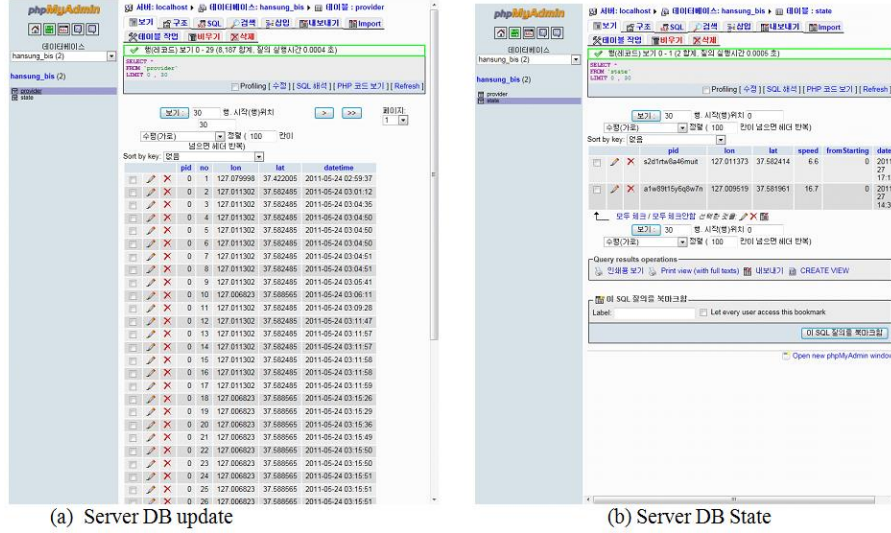 phpMyAdmin
데이터베이스
hansung_bis (2)
hansung_bis (2)
provider
state
서버: localhost ▸ 데이터베이스: hansung_bis ▸ 테이블 : provider
보기 구조 SQL 검색 삽입 내보내기 Import
테이블 작업 비우기 삭제
행(레코드) 보기 0 - 29 (8,187 합계, 질의 실행시간 0.0004 초)
SELECT *
FROM `provider`
LIMIT 0 , 30
Profiling [ 수정 ] [ SQL 해석 ] [ PHP 코드 보기 ] [ Refresh ]
보기 : 30 행. 시작(행)위치 > >> 페이지:
30 1
수평(가로) 정렬 ( 100 칸이
넘으면 헤더 반복)
Sort by key: 없음
pid no lon lat datetime
0 1 127.079998 37.422005 2011-05-24 02:59:37
0 2 127.011302 37.582485 2011-05-24 03:01:12
0 3 127.011302 37.582485 2011-05-24 03:04:35
0 4 127.011302 37.582485 2011-05-24 03:04:50
0 5 127.011302 37.582485 2011-05-24 03:04:50
0 6 127.011302 37.582485 2011-05-24 03:04:50
0 7 127.011302 37.582485 2011-05-24 03:04:51
0 8 127.011302 37.582485 2011-05-24 03:04:51
0 9 127.011302 37.582485 2011-05-24 03:05:41
0 10 127.006823 37.588565 2011-05-24 03:06:11
0 11 127.011302 37.582485 2011-05-24 03:09:28
0 12 127.011302 37.582485 2011-05-24 03:11:47
0 13 127.011302 37.582485 2011-05-24 03:11:57
0 14 127.011302 37.582485 2011-05-24 03:11:57
0 15 127.011302 37.582485 2011-05-24 03:11:58
0 16 127.011302 37.582485 2011-05-24 03:11:58
0 17 127.011302 37.582485 2011-05-24 03:11:59
0 18 127.006823 37.588565 2011-05-24 03:15:26
0 19 127.006823 37.588565 2011-05-24 03:15:29
0 20 127.006823 37.588565 2011-05-24 03:15:36
0 21 127.006823 37.588565 2011-05-24 03:15:49
0 22 127.006823 37.588565 2011-05-24 03:15:50
0 23 127.006823 37.588565 2011-05-24 03:15:50
0 24 127.006823 37.588565 2011-05-24 03:15:51
0 25 127.006823 37.588565 2011-05-24 03:15:51
0 26 127.006823 37.588565 2011-05-24 03:15:51
(a) Server DB update
phpMyAdmin
데이터베이스
hansung_bis (2)
hansung_bis (2)
provider
state
서버: localhost ▸ 데이터베이스: hansung_bis ▸ 테이블 : state
보기 구조 SQL 검색 삽입 내보내기 Import
테이블 작업 비우기 삭제
행(레코드) 보기 0 - 1 (2 합계, 질의 실행시간 0.0006 초)
SELECT *
FROM `state`
LIMIT 0 , 30
Profiling [ 수정 ] [ SQL 해석 ] [ PHP 코드 보기 ] [ Refresh ]
보기 : 30 행. 시작(행)위치 0
수평(가로) 정렬 ( 100 칸이 넘으면 헤더 반복)
Sort by key: 없음
pid lon lat speed fromStarting date
s2d1rtw8a46muit 127.011373 37.582414 6.6 0 2011
27
17:1
a1w89t15y6q8w7n 127.009519 37.581961 16.7 0 2011
27
14:3
모두 체크 / 모두 체크안함 선택한 것을:
보기 : 30 행. 시작(행)위치 0
수평(가로) 정렬 ( 100 칸이 넘으면 헤더 반복)
Query results operations
인쇄용 보기 Print view (with full texts) 내보내기 CREATE VIEW
이 SQL 질의를 북마크함
Label: Let every user access this bookmark
이 SQL 질의를 북마크함
Open new phpMyAdmin window
(b) Server DB State